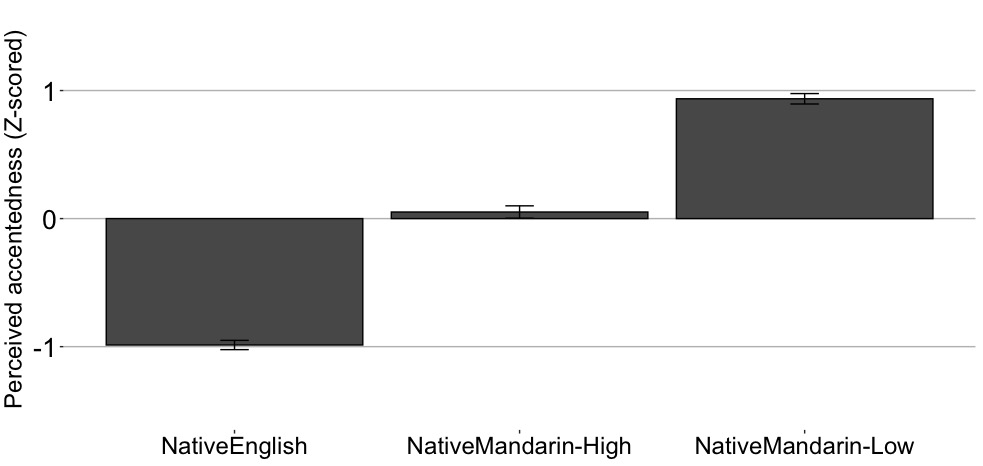 Perceived accentedness (Z-scored)
1
0
-1
NativeEnglish
NativeMandarin-High
NativeMandarin-Low